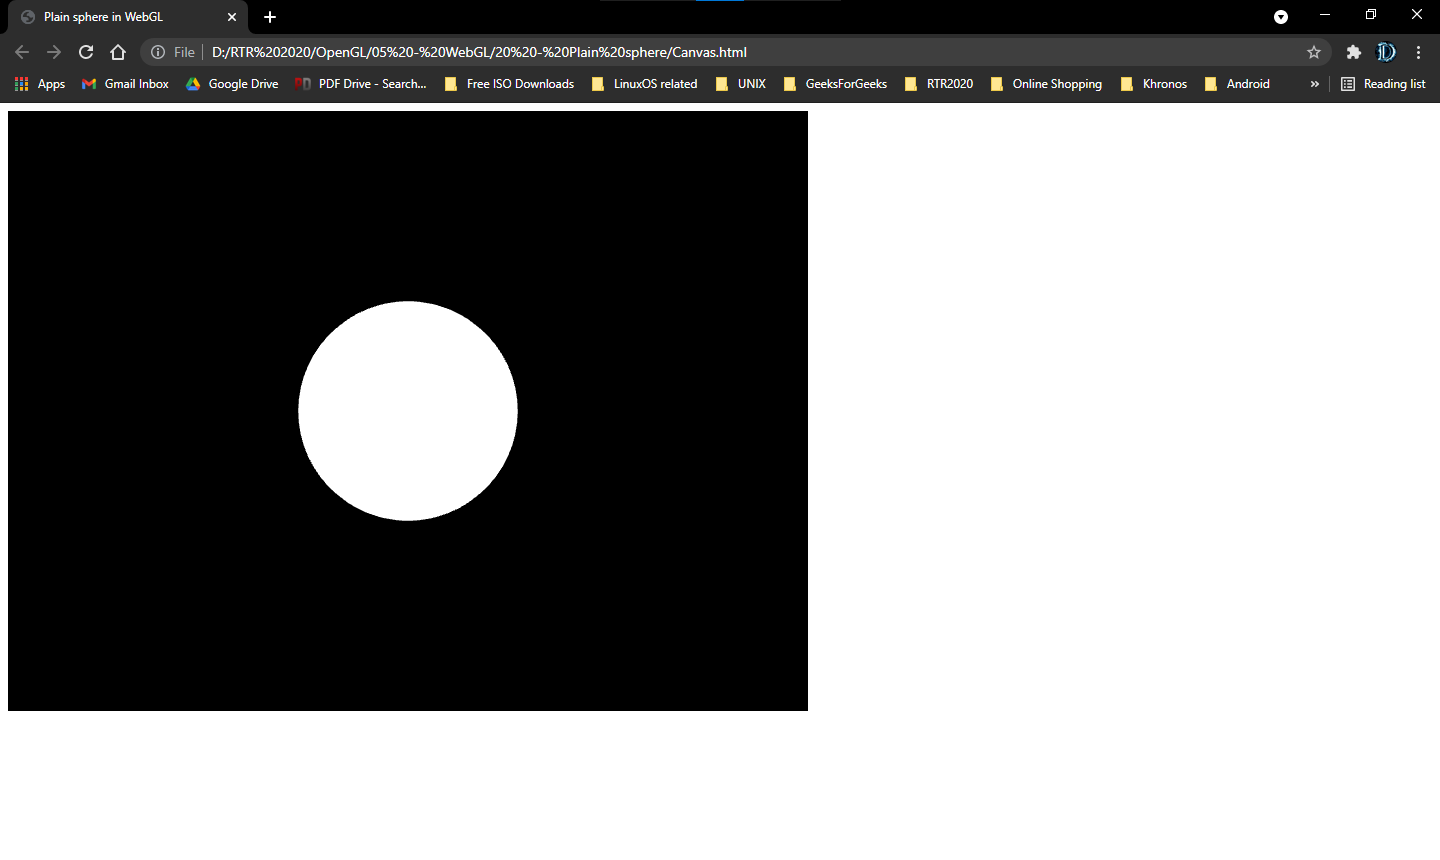 Plain sphere in WebGL
File D:/RTR%202020/OpenGL/05%20-%20WebGL/20%20-%20Plain%20sphere/Canvas.html
Apps Gmail Inbox Google Drive PDF Drive - Search... Free ISO Downloads LinuxOS related UNIX GeeksForGeeks RTR2020 Online Shopping Khronos Android » Reading list